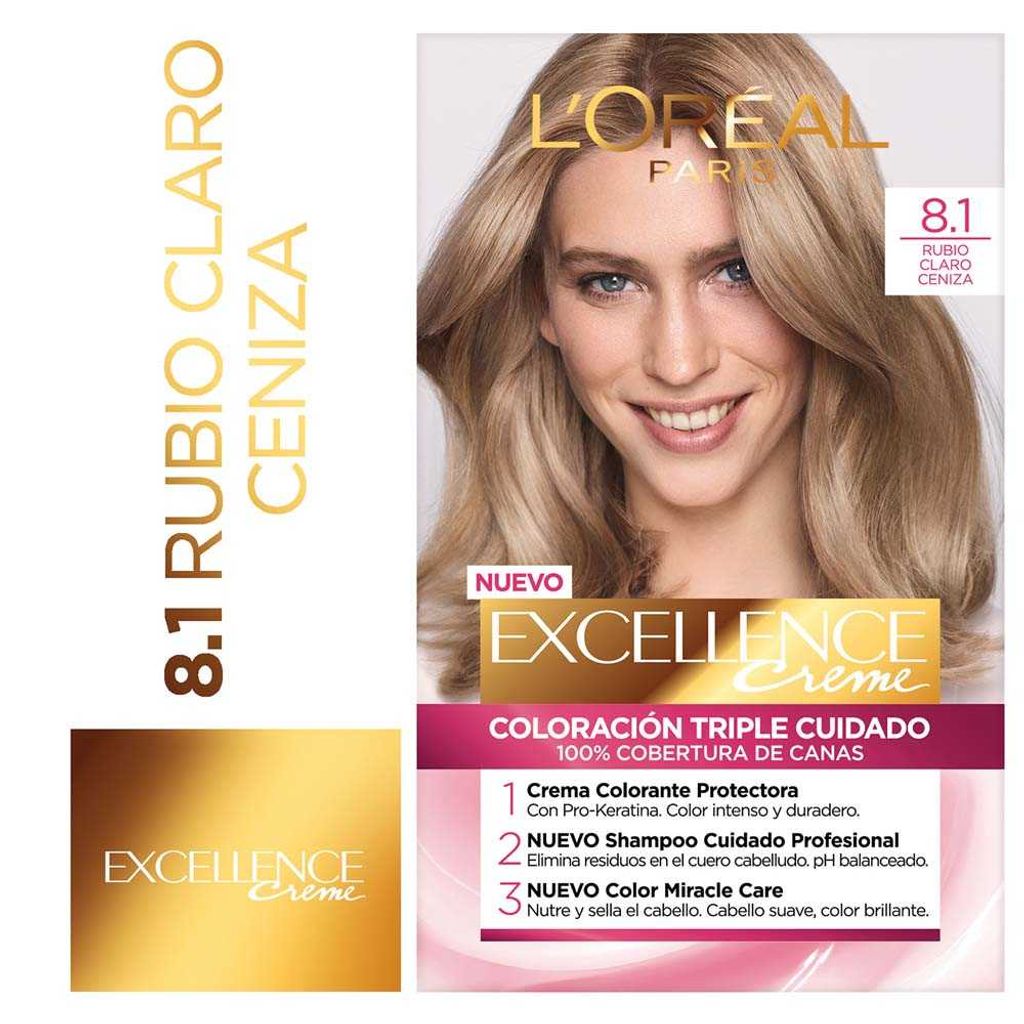 8.1 RUBIO CLARO
CENIZA
EXCELLENCE
Creme
L'ORÉAL
PARIS
8.1
RUBIO
CLARO
CENIZA
NUEVO
EXCELLENCE
Creme
COLORACIÓN TRIPLE CUIDADO
100% COBERTURA DE CANAS
1 Crema Colorante Protectora
Con Pro-Keratina. Color intenso y duradero.
2 NUEVO Shampoo Cuidado Profesional
Elimina residuos en el cuero cabelludo. pH balanceado.
3 NUEVO Color Miracle Care
Nutre y sella el cabello. Cabello suave, color brillante.